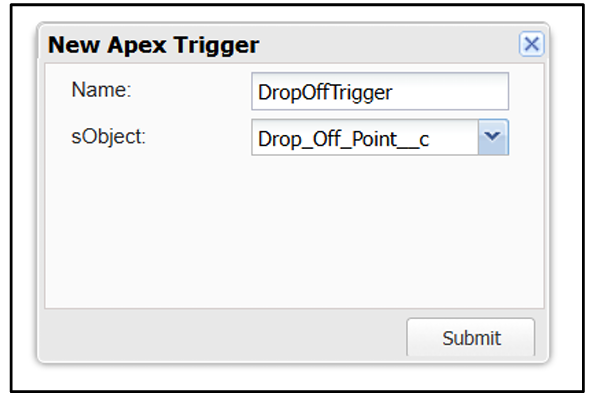 New Apex Trigger
Name: DropOffTrigger
sObject: Drop_Off_Point__c
Submit